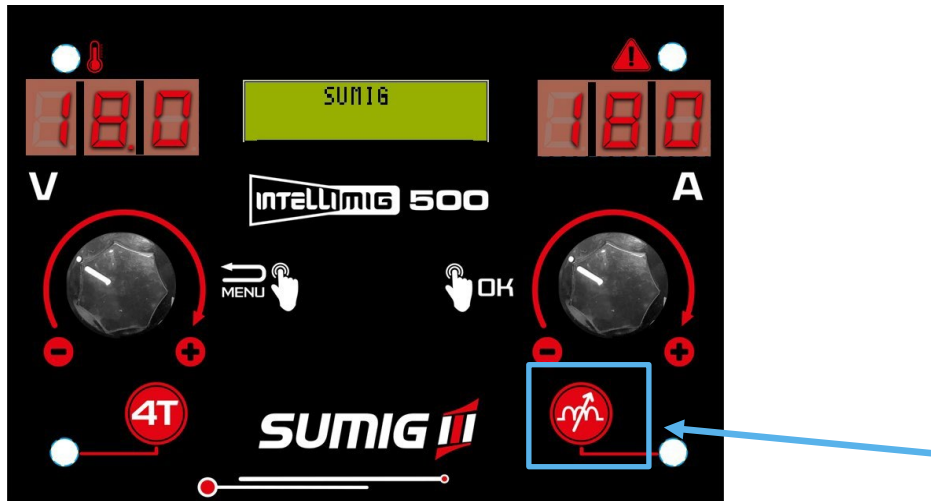 18.0
SUMIG
180
V
INTELLIMIG 500
A
MENU
OK
4T
SUMIG